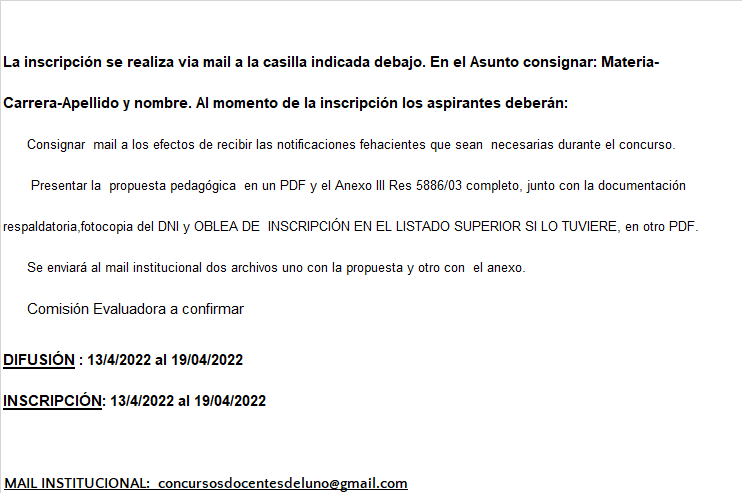 La inscripción se realiza via mail a la casilla indicada debajo. En el Asunto consignar: Materia-
Carrera-Apellido y nombre. Al momento de la inscripción los aspirantes deberán:
Consignar mail a los efectos de recibir las notificaciones fehacientes que sean necesarias durante el concurso.
Presentar la propuesta pedagógica en un PDF y el Anexo III Res 5886/03 completo, junto con la documentación
respaldatoria,fotocopia del DNI y OBLEA DE INSCRIPCIÓN EN EL LISTADO SUPERIOR SI LO TUVIERE, en otro PDF.
Se enviará al mail institucional dos archivos uno con la propuesta y otro con el anexo.
Comisión Evaluadora a confirmar
DIFUSIÓN : 13/4/2022 al 19/04/2022
INSCRIPCIÓN: 13/4/2022 al 19/04/2022
MAIL INSTITUCIONAL: concursosdocentesdeluno@gmail.com